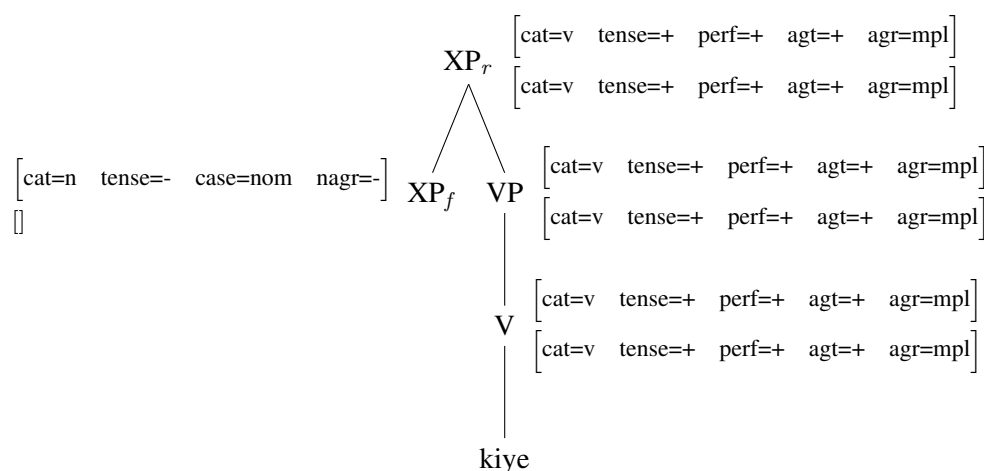 [cat=v tense=+ perf=+ agt=+ agr=mpl]
XP_r
[cat=v tense=+ perf=+ agt=+ agr=mpl]
[cat=n tense=- case=nom nagr=-]
[]
XP_f VP
[cat=v tense=+ perf=+ agt=+ agr=mpl]
[cat=v tense=+ perf=+ agt=+ agr=mpl]
V
[cat=v tense=+ perf=+ agt=+ agr=mpl]
[cat=v tense=+ perf=+ agt=+ agr=mpl]
kiye